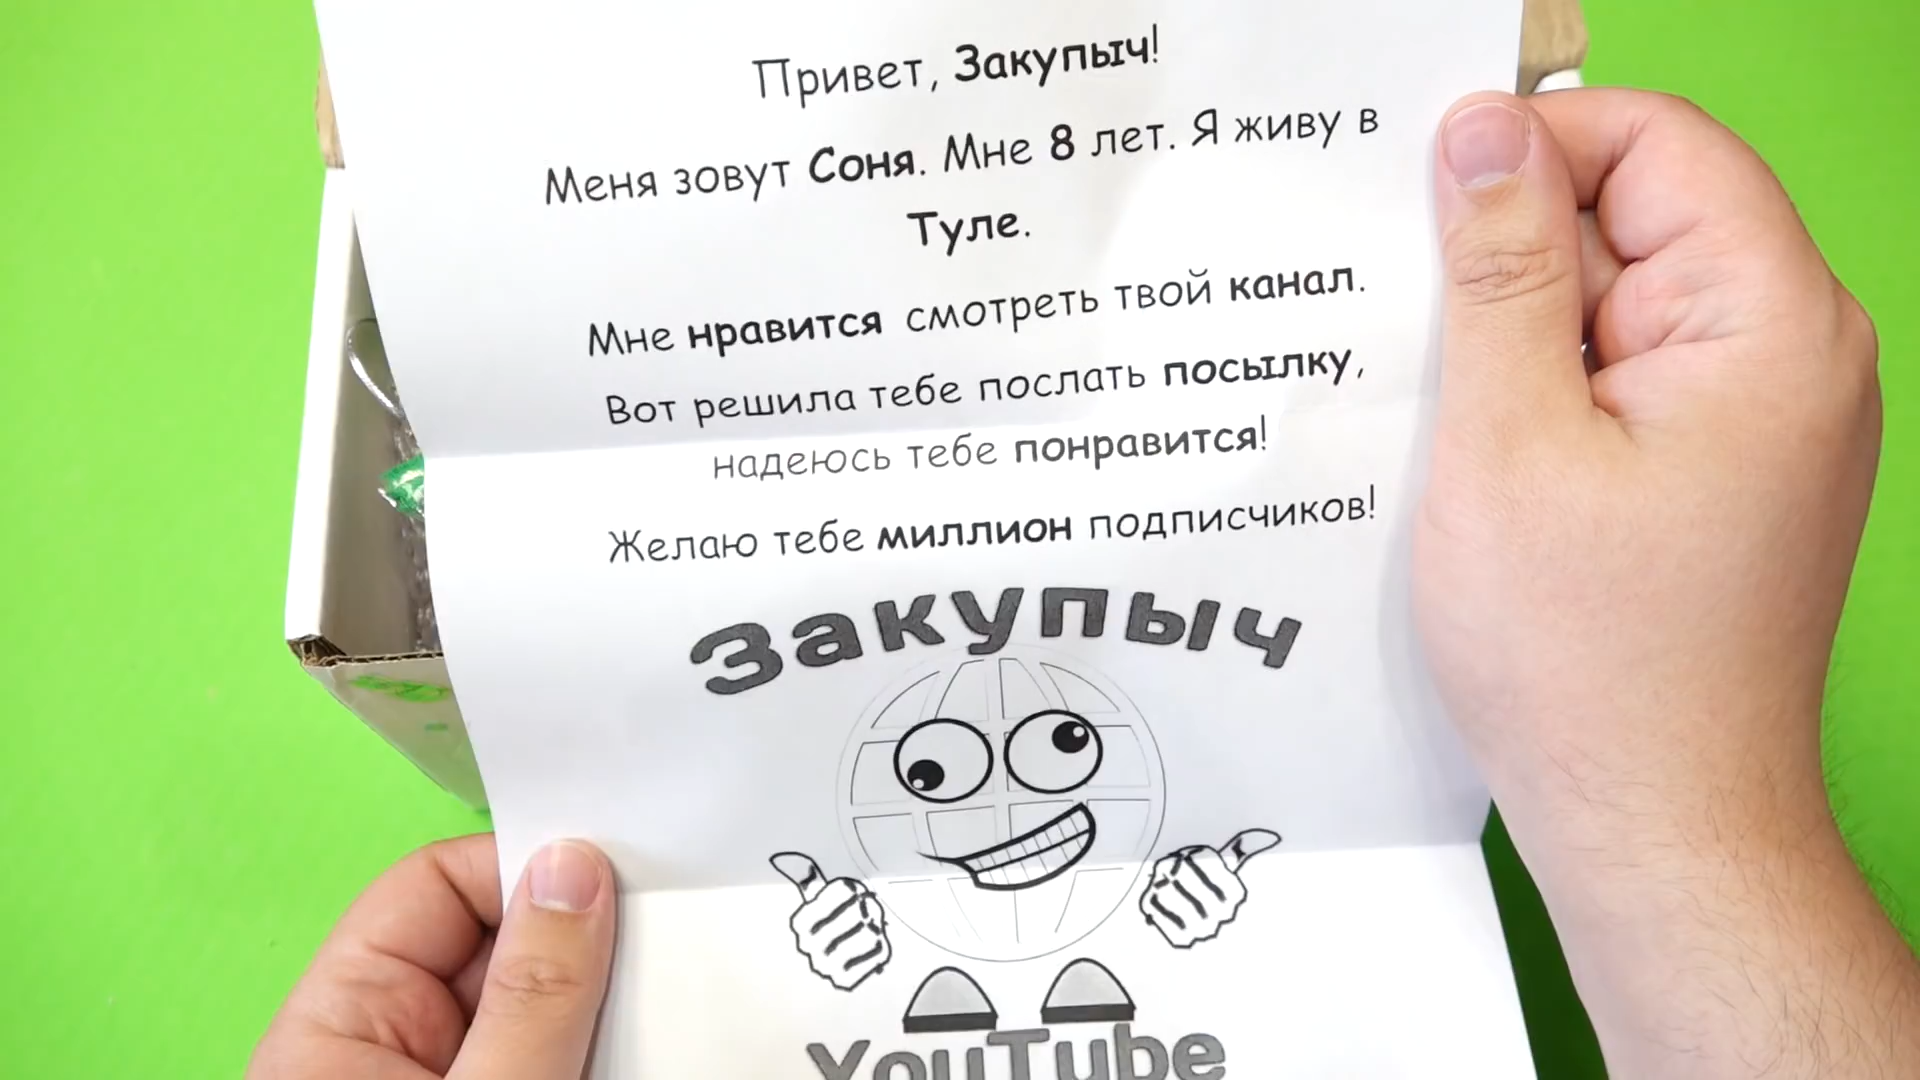 Привет, Закупыч!
Меня зовут Соня. Мне 8 лет. Я живу в
Туле.
Мне нравится смотреть твой канал.
Вот решила тебе послать посылку,
надеюсь тебе понравится!
Желаю тебе миллион подписчиков!
Закупыч
YouTube